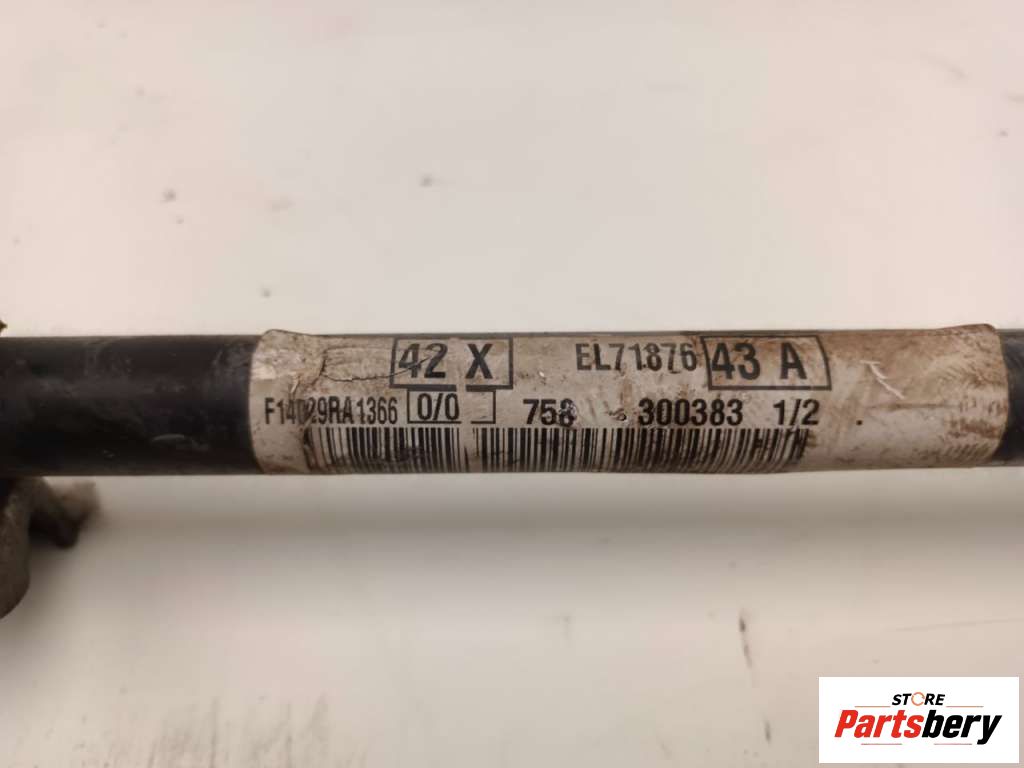 42 X EL71876 43 A
F14029RA1366 0/0 758 300383 1/2
STORE
Partsbery